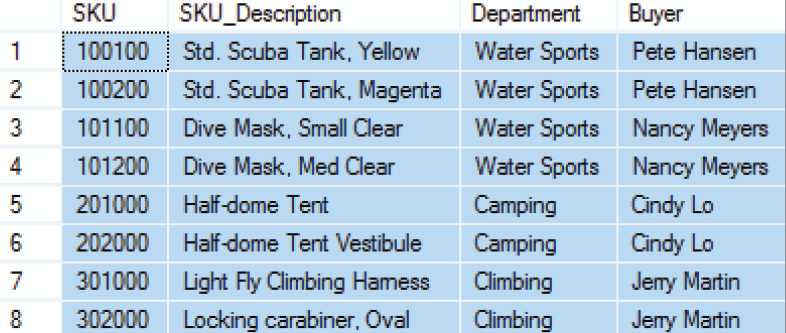 SKU SKU_Description Department Buyer
1 100100 Std. Scuba Tank, Yellow Water Sports Pete Hansen
2 100200 Std. Scuba Tank, Magenta Water Sports Pete Hansen
3 101100 Dive Mask, Small Clear Water Sports Nancy Meyers
4 101200 Dive Mask, Med Clear Water Sports Nancy Meyers
5 201000 Half-dome Tent Camping Cindy Lo
6 202000 Half-dome Tent Vestibule Camping Cindy Lo
7 301000 Light Fly Climbing Harness Climbing Jerry Martin
8 302000 Locking carabiner, Oval Climbing Jerry Martin